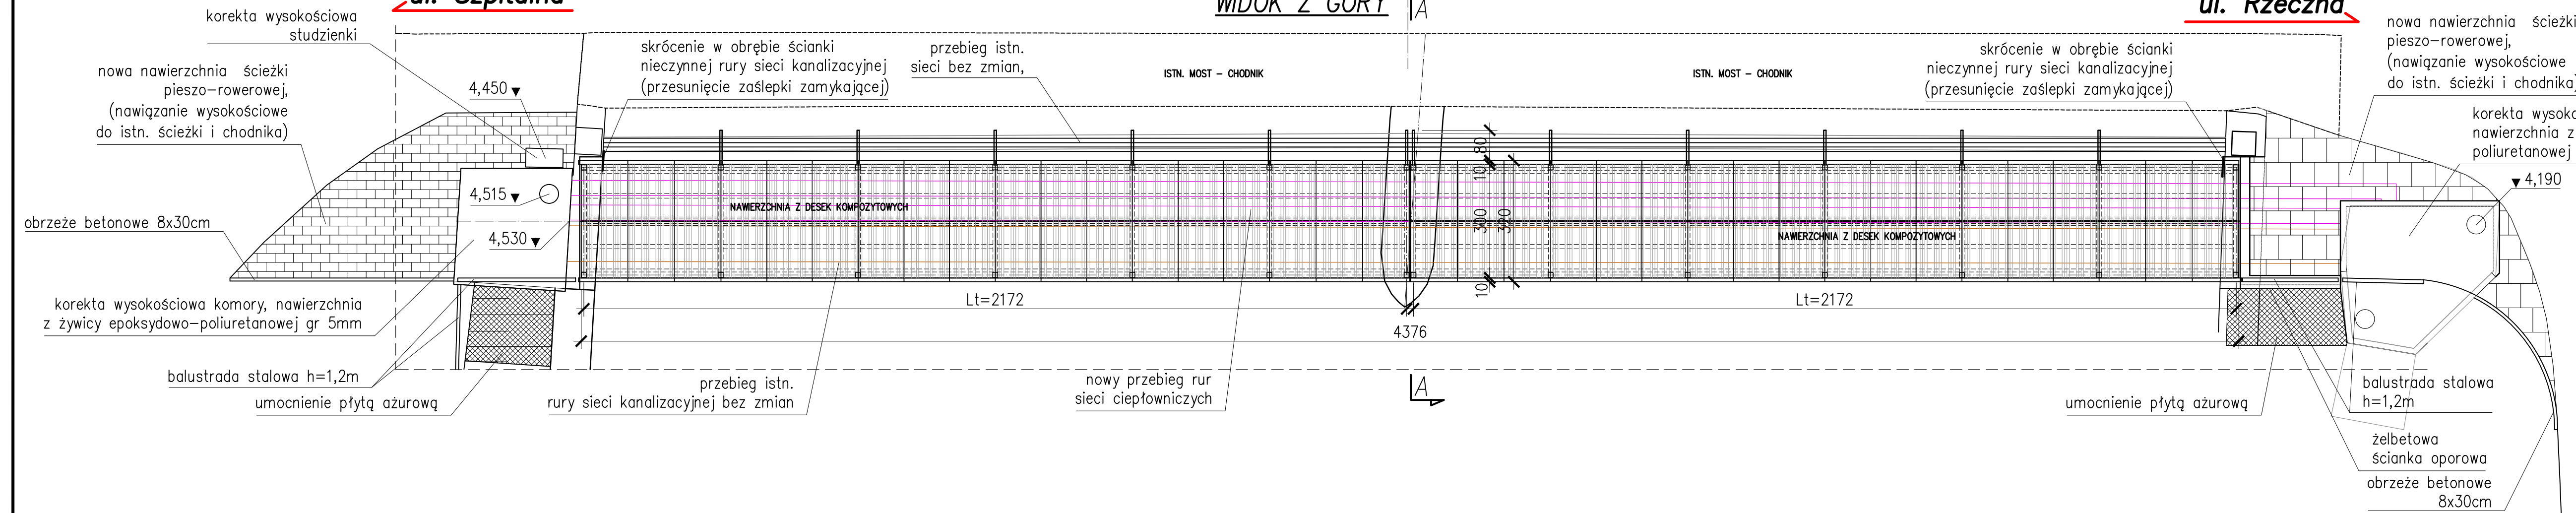 ul. Szpitalna
WIDOK Z GÓRY
A
ul. Rzeczna
korekta wysokościowa
studzienki
nowa nawierzchnia ścieżki
pieszo-rowerowej,
(nawiązanie wysokościowe
do istn. ścieżki i chodnika)
4,450
skrócenie w obrębie ścianki
nieczynnej rury sieci kanalizacyjnej
(przesunięcie zaślepki zamykającej)
przebieg istn.
sieci bez zmian,
ISTN. MOST – CHODNIK
ISTN. MOST – CHODNIK
skrócenie w obrębie ścianki
nieczynnej rury sieci kanalizacyjnej
(przesunięcie zaślepki zamykającej)
nowa nawierzchnia ścieżki
pieszo-rowerowej,
(nawiązanie wysokościowe
do istn. ścieżki i chodnika)
nawierzchni z
poliuretanowej
4,190
4,515
4,530
obrzeże betonowe 8x30cm
NAWIERZCHNIA Z DESEK KOMPOZYTOWYCH
NAWIERZCHNIA Z DESEK KOMPOZYTOWYCH
80
10
300
320
10
korekta wysokościowa komory, nawierzchnia
z żywicy epoksydowo-poliuretanowej gr 5mm
Lt=2172
Lt=2172
4376
balustrada stalowa h=1,2m
umocnienie płytą ażurową
przebieg istn.
rury sieci kanalizacyjnej bez zmian
nowy przebieg rur
sieci ciepłowniczych
A
umocnienie płytą ażurową
balustrada stalowa
h=1,2m
żelbetowa
ścianka oporowa
obrzeże betonowe
8x30cm